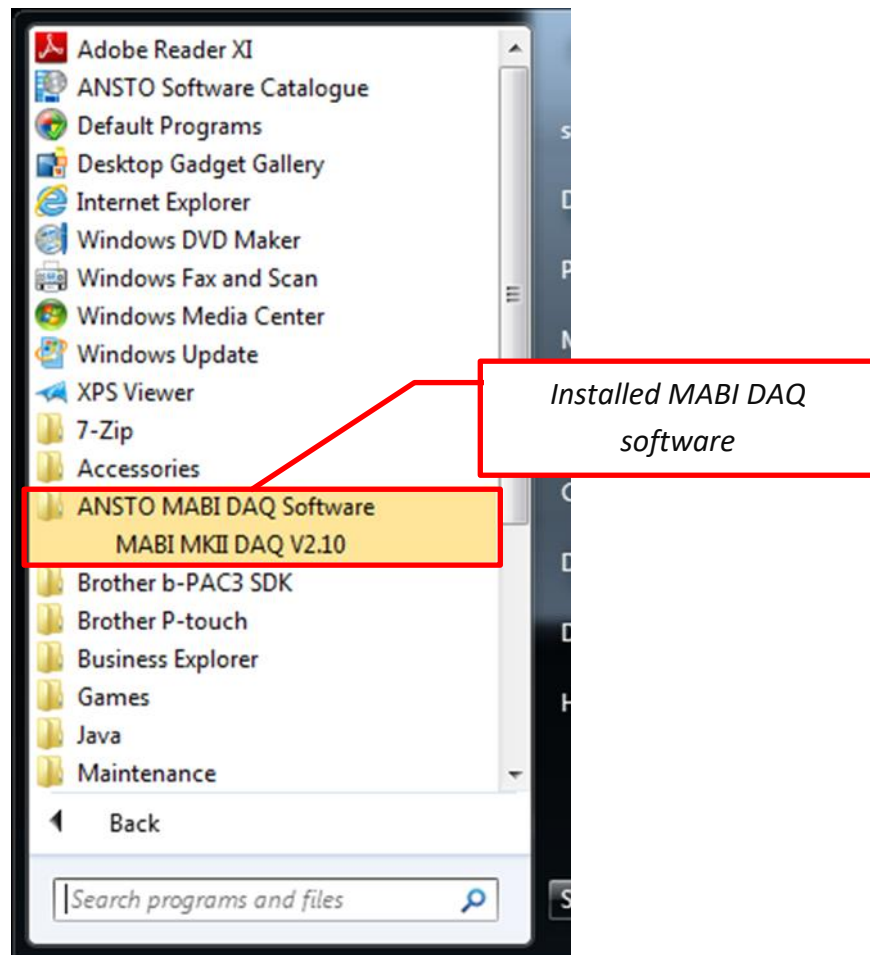 Adobe Reader XI
ANSTO Software Catalogue
Default Programs
Desktop Gadget Gallery
Internet Explorer
Windows DVD Maker
Windows Fax and Scan
Windows Media Center
Windows Update
XPS Viewer
7-Zip
Accessories
ANSTO MABI DAQ Software
MABI MKII DAQ V2.10
Brother b-PAC3 SDK
Brother P-touch
Business Explorer
Games
Java
Maintenance
Back
Search programs and files
Installed MABI DAQ
software